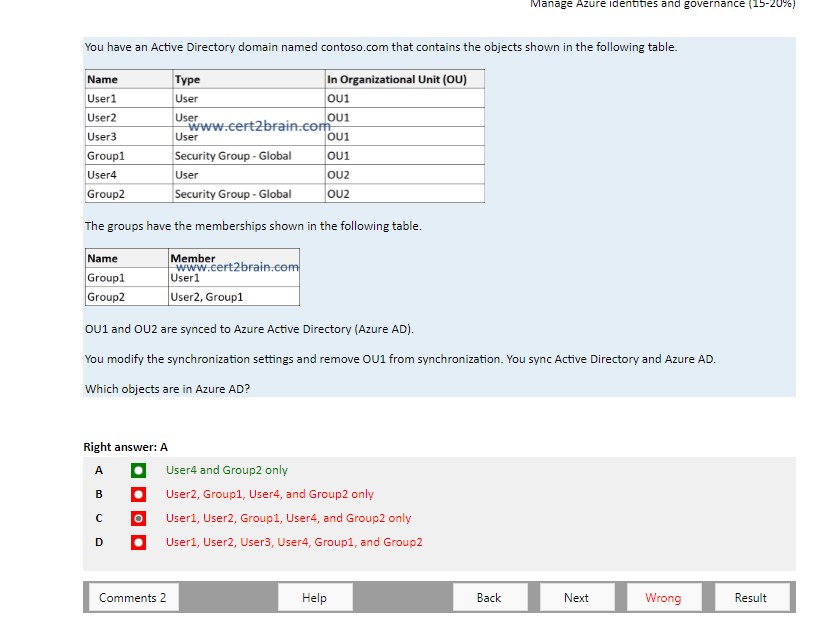 Manage Azure identities and governance (15-20%)
You have an Active Directory domain named contoso.com that contains the objects shown in the following table.
Name Type In Organizational Unit (OU)
User1 User OU1
User2 User OU1
www.cert2brain.com
User3 User OU1
Group1 Security Group - Global OU1
User4 User OU2
Group2 Security Group - Global OU2
The groups have the memberships shown in the following table.
Name Member
www.cert2brain.com
Group1 User1
Group2 User2, Group1
OU1 and OU2 are synced to Azure Active Directory (Azure AD).
You modify the synchronization settings and remove OU1 from synchronization. You sync Active Directory and Azure AD.
Which objects are in Azure AD?
Right answer: A
A User4 and Group2 only
B User2, Group1, User4, and Group2 only
C User1, User2, Group1, User4, and Group2 only
D User1, User2, User3, User4, Group1, and Group2
Comments 2 Help Back Next Wrong Result